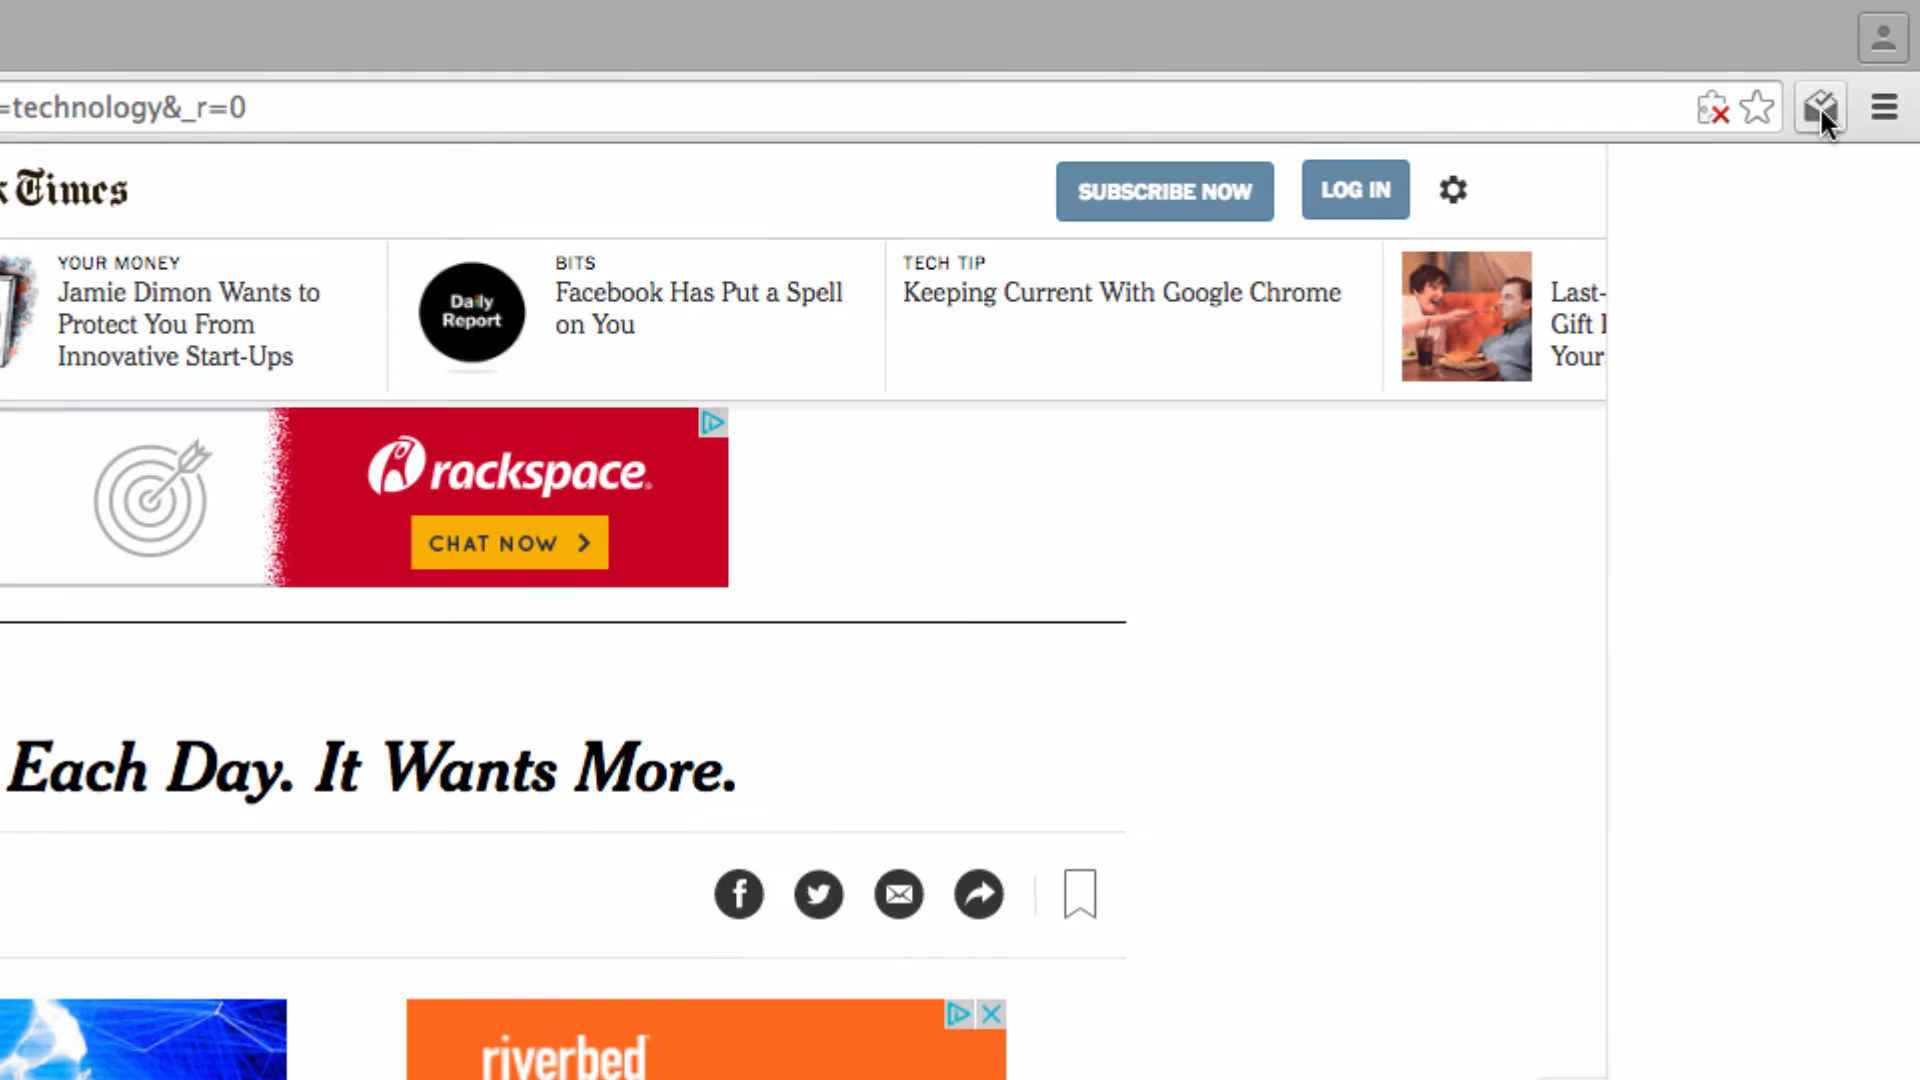 =technology&_r=0
k Times
SUBSCRIBE NOW
LOG IN
YOUR MONEY
Jamie Dimon Wants to
Protect You From
Innovative Start-Ups
Daily
Report
BITS
Facebook Has Put a Spell
on You
TECH TIP
Keeping Current With Google Chrome
Last-
Gift
Your
rackspace.
CHAT NOW >
Each Day. It Wants More.
riverbed